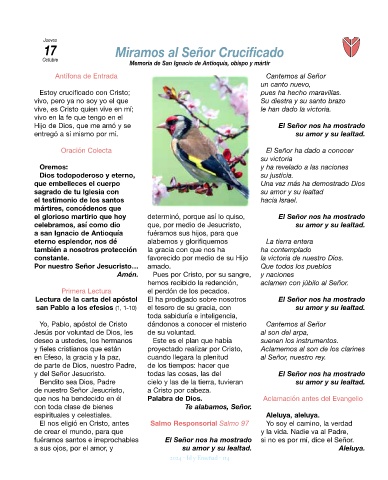 Jueves
17
Octubre
Miramos al Señor Crucificado
Memoria de San Ignacio de Antioquía, obispo y mártir
Antífona de Entrada
Estoy crucificado con Cristo;
vivo, pero ya no soy yo el que
vive, es Cristo quien vive en mí;
vivo en la fe que tengo en el
Hijo de Dios, que me amó y se
entregó a sí mismo por mí.
Oración Colecta
Oremos:
Dios todopoderoso y eterno,
que embelleces el cuerpo
sagrado de tu Iglesia con
el testimonio de los santos
mártires, concédenos que
el glorioso martirio que hoy
celebramos, así como dio
a san Ignacio de Antioquía
eterno esplendor, nos dé
también a nosotros protección
constante.
Por nuestro Señor Jesucristo…
Amén.
Primera Lectura
Lectura de la carta del apóstol
san Pablo a los efesios (1, 1-10)
Yo, Pablo, apóstol de Cristo
Jesús por voluntad de Dios, les
deseo a ustedes, los hermanos
y fieles cristianos que están
en Efeso, la gracia y la paz,
de parte de Dios, nuestro Padre,
y del Señor Jesucristo.
Bendito sea Dios, Padre
de nuestro Señor Jesucristo,
que nos ha bendecido en él
con toda clase de bienes
espirituales y celestiales.
El nos eligió en Cristo, antes
de crear el mundo, para que
fuéramos santos e irreprochables
a sus ojos, por el amor, y
determinó, porque así lo quiso,
que, por medio de Jesucristo,
fuéramos sus hijos, para que
alabemos y glorifiquemos
la gracia con que nos ha
favorecido por medio de su Hijo
amado.
Pues por Cristo, por su sangre,
hemos recibido la redención,
el perdón de los pecados.
El ha prodigado sobre nosotros
el tesoro de su gracia, con
toda sabiduría e inteligencia,
dándonos a conocer el misterio
de su voluntad.
Este es el plan que había
proyectado realizar por Cristo,
cuando llegara la plenitud
de los tiempos: hacer que
todas las cosas, las del
cielo y las de la tierra, tuvieran
a Cristo por cabeza.
Palabra de Dios.
Te alabamos, Señor.
Salmo Responsorial Salmo 97
El Señor nos ha mostrado
su amor y su lealtad.
Cantemos al Señor
un canto nuevo,
pues ha hecho maravillas.
Su diestra y su santo brazo
le han dado la victoria.
El Señor nos ha mostrado
su amor y su lealtad.
El Señor ha dado a conocer
su victoria
y ha revelado a las naciones
su justicia.
Una vez más ha demostrado Dios
su amor y su lealtad
hacia Israel.
El Señor nos ha mostrado
su amor y su lealtad.
La tierra entera
ha contemplado
la victoria de nuestro Dios.
Que todos los pueblos
y naciones
aclamen con júbilo al Señor.
El Señor nos ha mostrado
su amor y su lealtad.
Cantemos al Señor
al son del arpa,
suenen los instrumentos.
Aclamemos al son de los clarines
al Señor, nuestro rey.
El Señor nos ha mostrado
su amor y su lealtad.
Aclamación antes del Evangelio
Aleluya, aleluya.
Yo soy el camino, la verdad
y la vida. Nadie va al Padre,
si no es por mí, dice el Señor.
Aleluya.